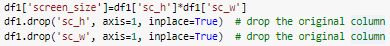 df1['screen_size']=df1['sc_h']*df1['sc_w']
df1.drop('sc_h', axis=1, inplace=True)  # drop the original column
df1.drop('sc_w', axis=1, inplace=True)  # drop the original column